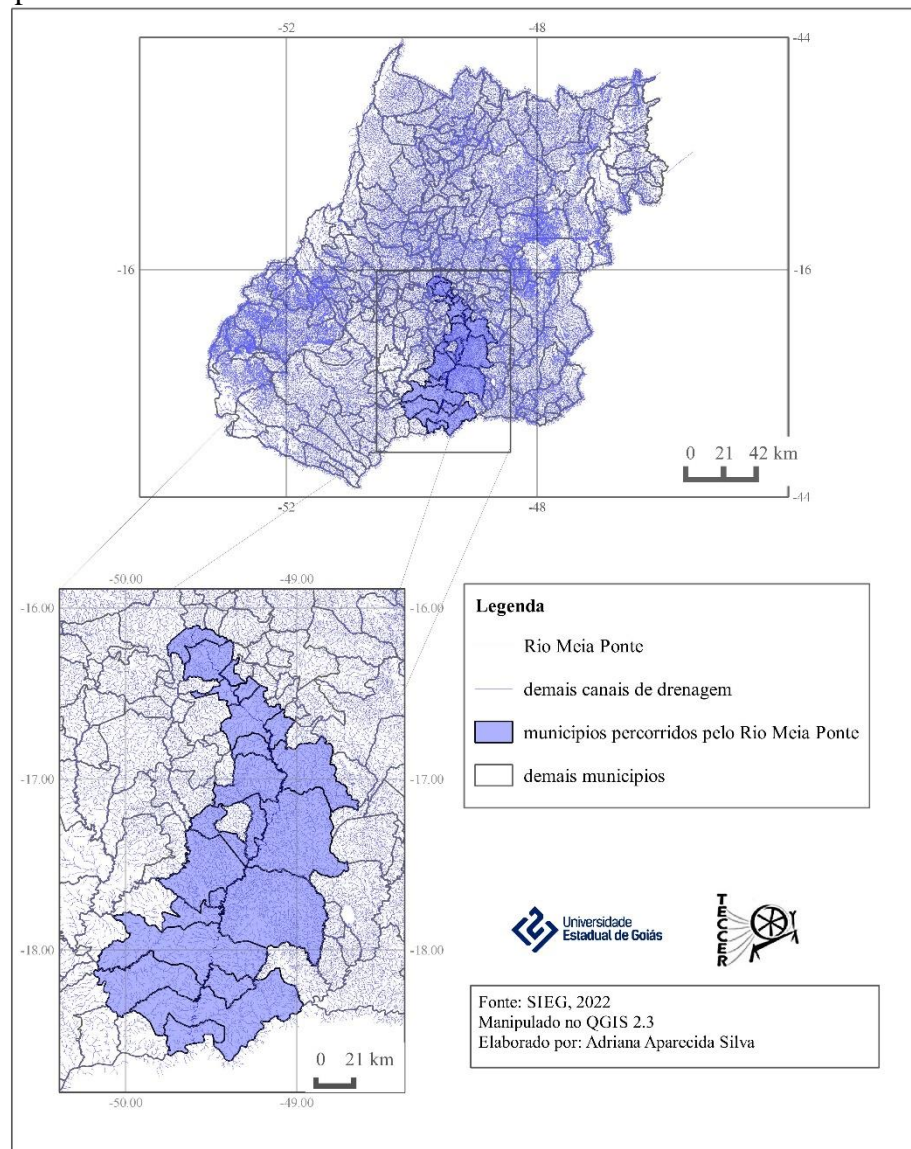 -52
-48
-44
-16
-16
0 21 42 km
-52
-48
-44
-50.00
-49.00
-16.00
-16.00
-17.00
-17.00
-18.00
-18.00
0 21 km
-50.00
-49.00
Legenda
Rio Meia Ponte
demais canais de drenagem
municipios percorridos pelo Rio Meia Ponte
demais municipios
Universidade
Estadual de Goiás
TECCER
Fonte: SIEG, 2022
Manipulado no QGIS 2.3
Elaborado por: Adriana Aparecida Silva